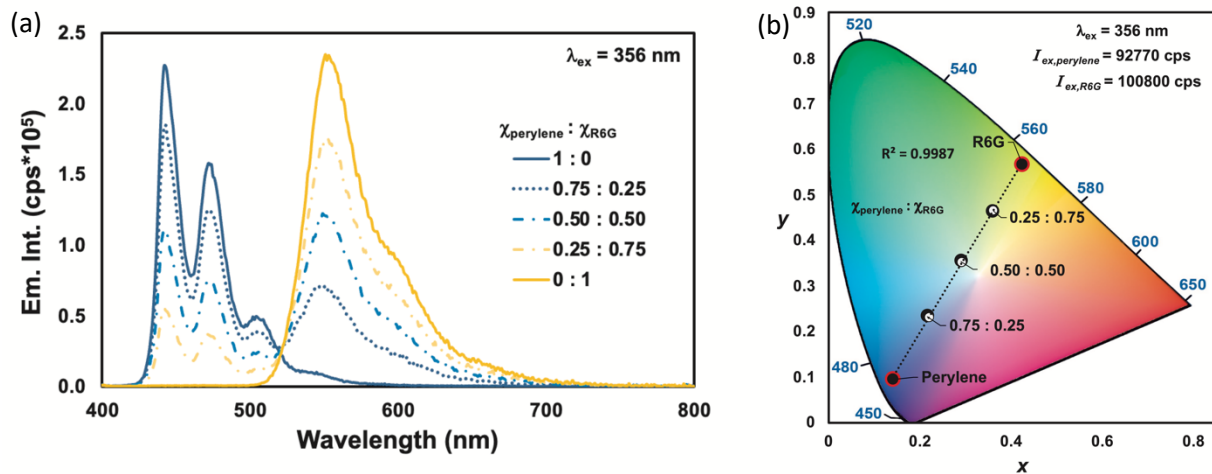 (a)
2.5
2.0
1.5
1.0
0.5
0.0
Em. Int. (cps*10⁵)
λex = 356 nm
χperylene : χR6G
1 : 0
0.75 : 0.25
0.50 : 0.50
0.25 : 0.75
0 : 1
400 500 600 700 800
Wavelength (nm)
(b)
0.9
0.8
0.7
0.6
0.5
0.4
0.3
0.2
0.1
0
y
λex = 356 nm
Iex,perylene = 92770 cps
Iex,R6G = 100800 cps
520
540
560
580
600
650
480
450
R6G
R² = 0.9987
χperylene : χR6G
0.25 : 0.75
0.50 : 0.50
0.75 : 0.25
Perylene
0 0.2 0.4 0.6 0.8
x